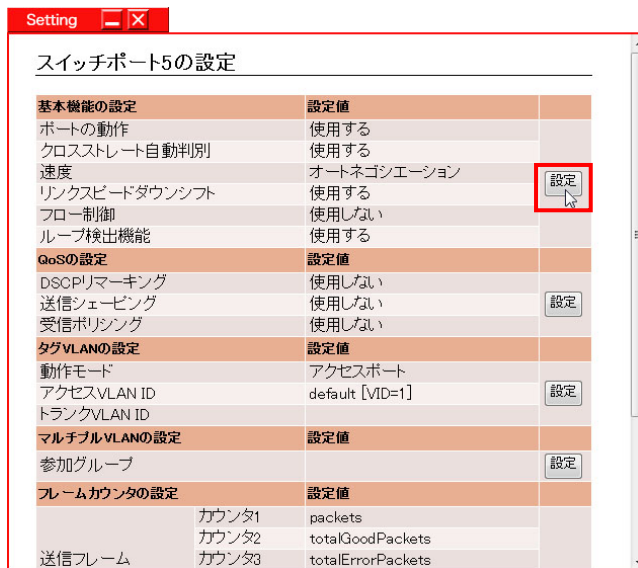 Setting
スイッチポート5の設定
基本機能の設定 設定値
ポートの動作 使用する
クロスストレート自動判別 使用する
速度 オートネゴシエーション
設定
リンクスピードダウンシフト 使用する
フロー制御 使用しない
ループ検出機能 使用する
QoSの設定 設定値
DSCPリマーキング 使用しない
送信シェーピング 使用しない 設定
受信ポリシング 使用しない
タグVLANの設定 設定値
動作モード アクセスポート
アクセスVLAN ID default [VID=1] 設定
トランクVLAN ID
マルチプルVLANの設定 設定値
参加グループ 設定
フレームカウンタの設定 設定値
カウンタ1 packets
カウンタ2 totalGoodPackets
送信フレーム カウンタ3 totalErrorPackets